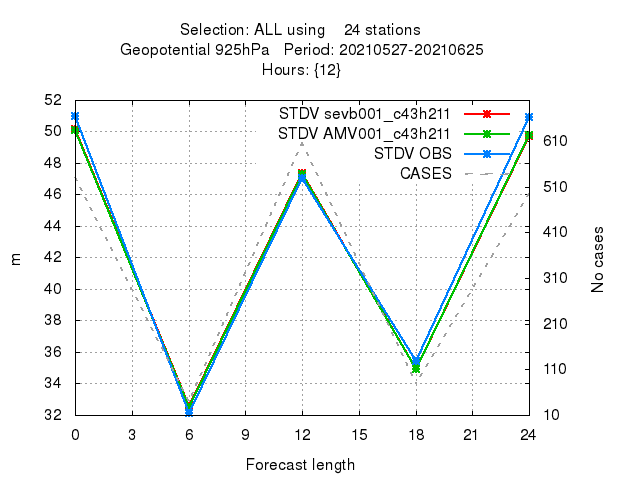 Selection: ALL using    24 stations
Geopotential 925hPa   Period: 20210527-20210625
Hours: {12}
STDV sevb001_c43h211
STDV AMV001_c43h211
STDV OBS
CASES
52
50
48
46
44
42
40
38
36
34
32
m
610
510
410
310
210
110
10
No cases
0 3 6 9 12 15 18 21 24
Forecast length